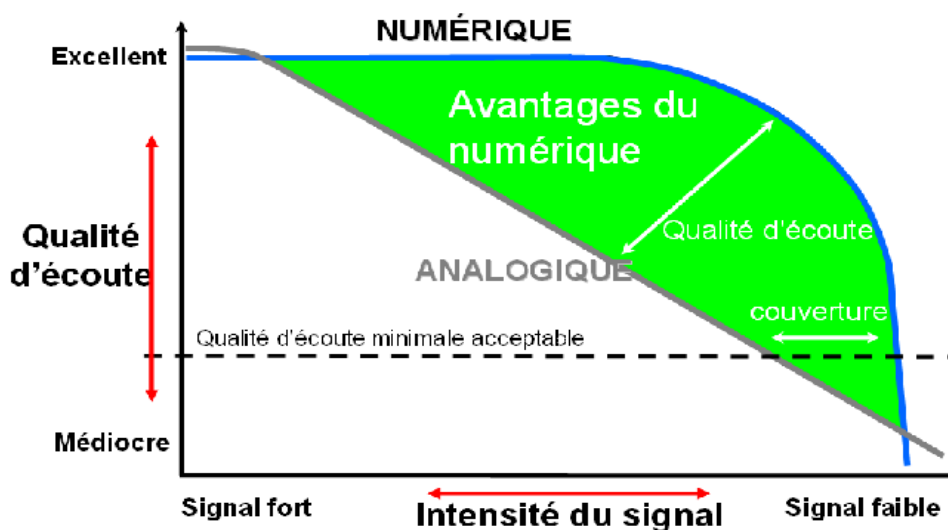 NUMÉRIQUE
Excellent
Avantages du
numérique
Qualité
d'écoute
Qualité d'écoute
ANALOGIQUE
couverture
Qualité d'écoute minimale acceptable
Médiocre
Signal fort
Intensité du signal
Signal faible